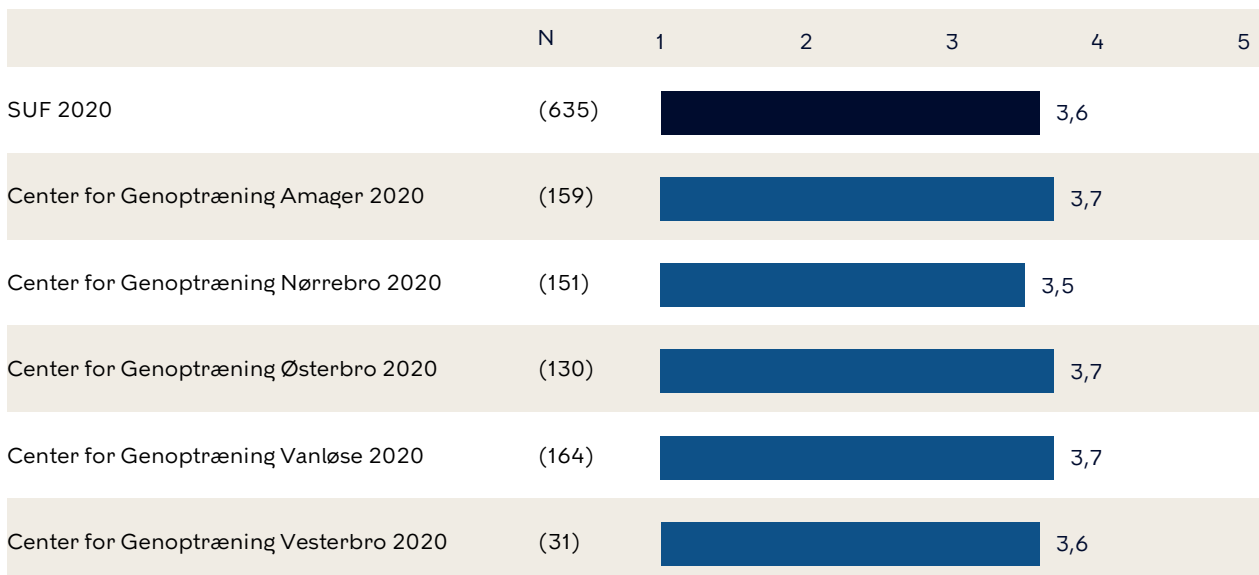 N 1 2 3 4 5
SUF 2020 (635) 3,6
Center for Genoptræning Amager 2020 (159) 3,7
Center for Genoptræning Nørrebro 2020 (151) 3,5
Center for Genoptræning Østerbro 2020 (130) 3,7
Center for Genoptræning Vanløse 2020 (164) 3,7
Center for Genoptræning Vesterbro 2020 (31) 3,6